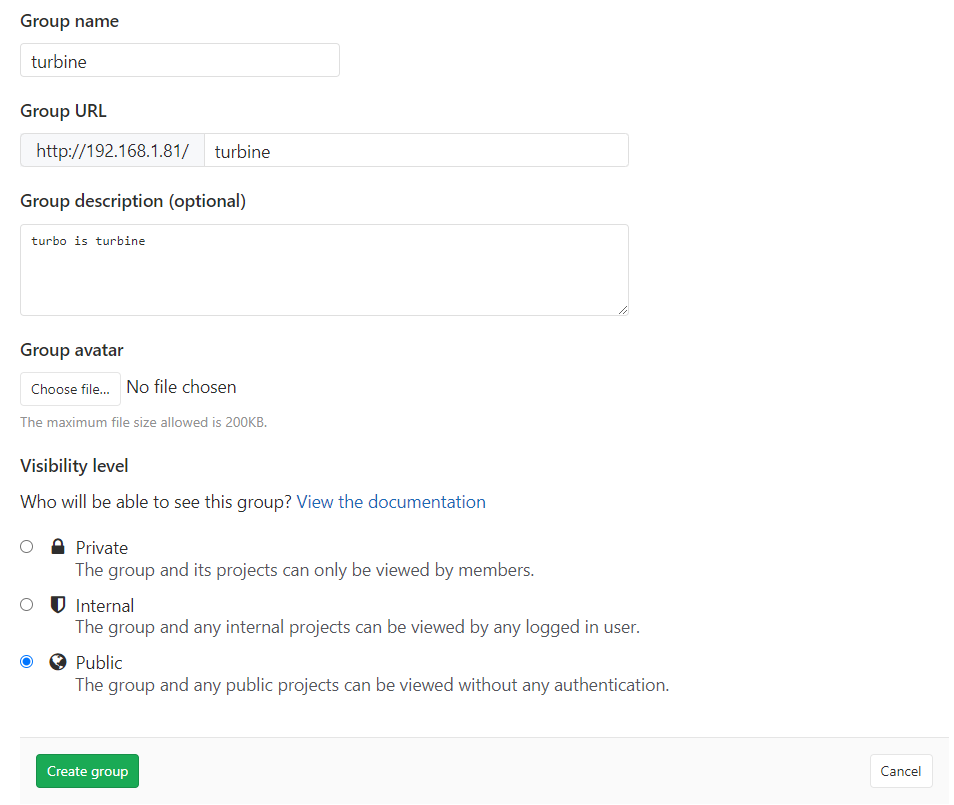 Group name
turbine
Group URL
http://192.168.1.81/ turbine
Group description (optional)
turbo is turbine
Group avatar
Choose file... No file chosen
The maximum file size allowed is 200KB.
Visibility level
Who will be able to see this group? View the documentation
Private
The group and its projects can only be viewed by members.
Internal
The group and any internal projects can be viewed by any logged in user.
Public
The group and any public projects can be viewed without any authentication.
Create group Cancel